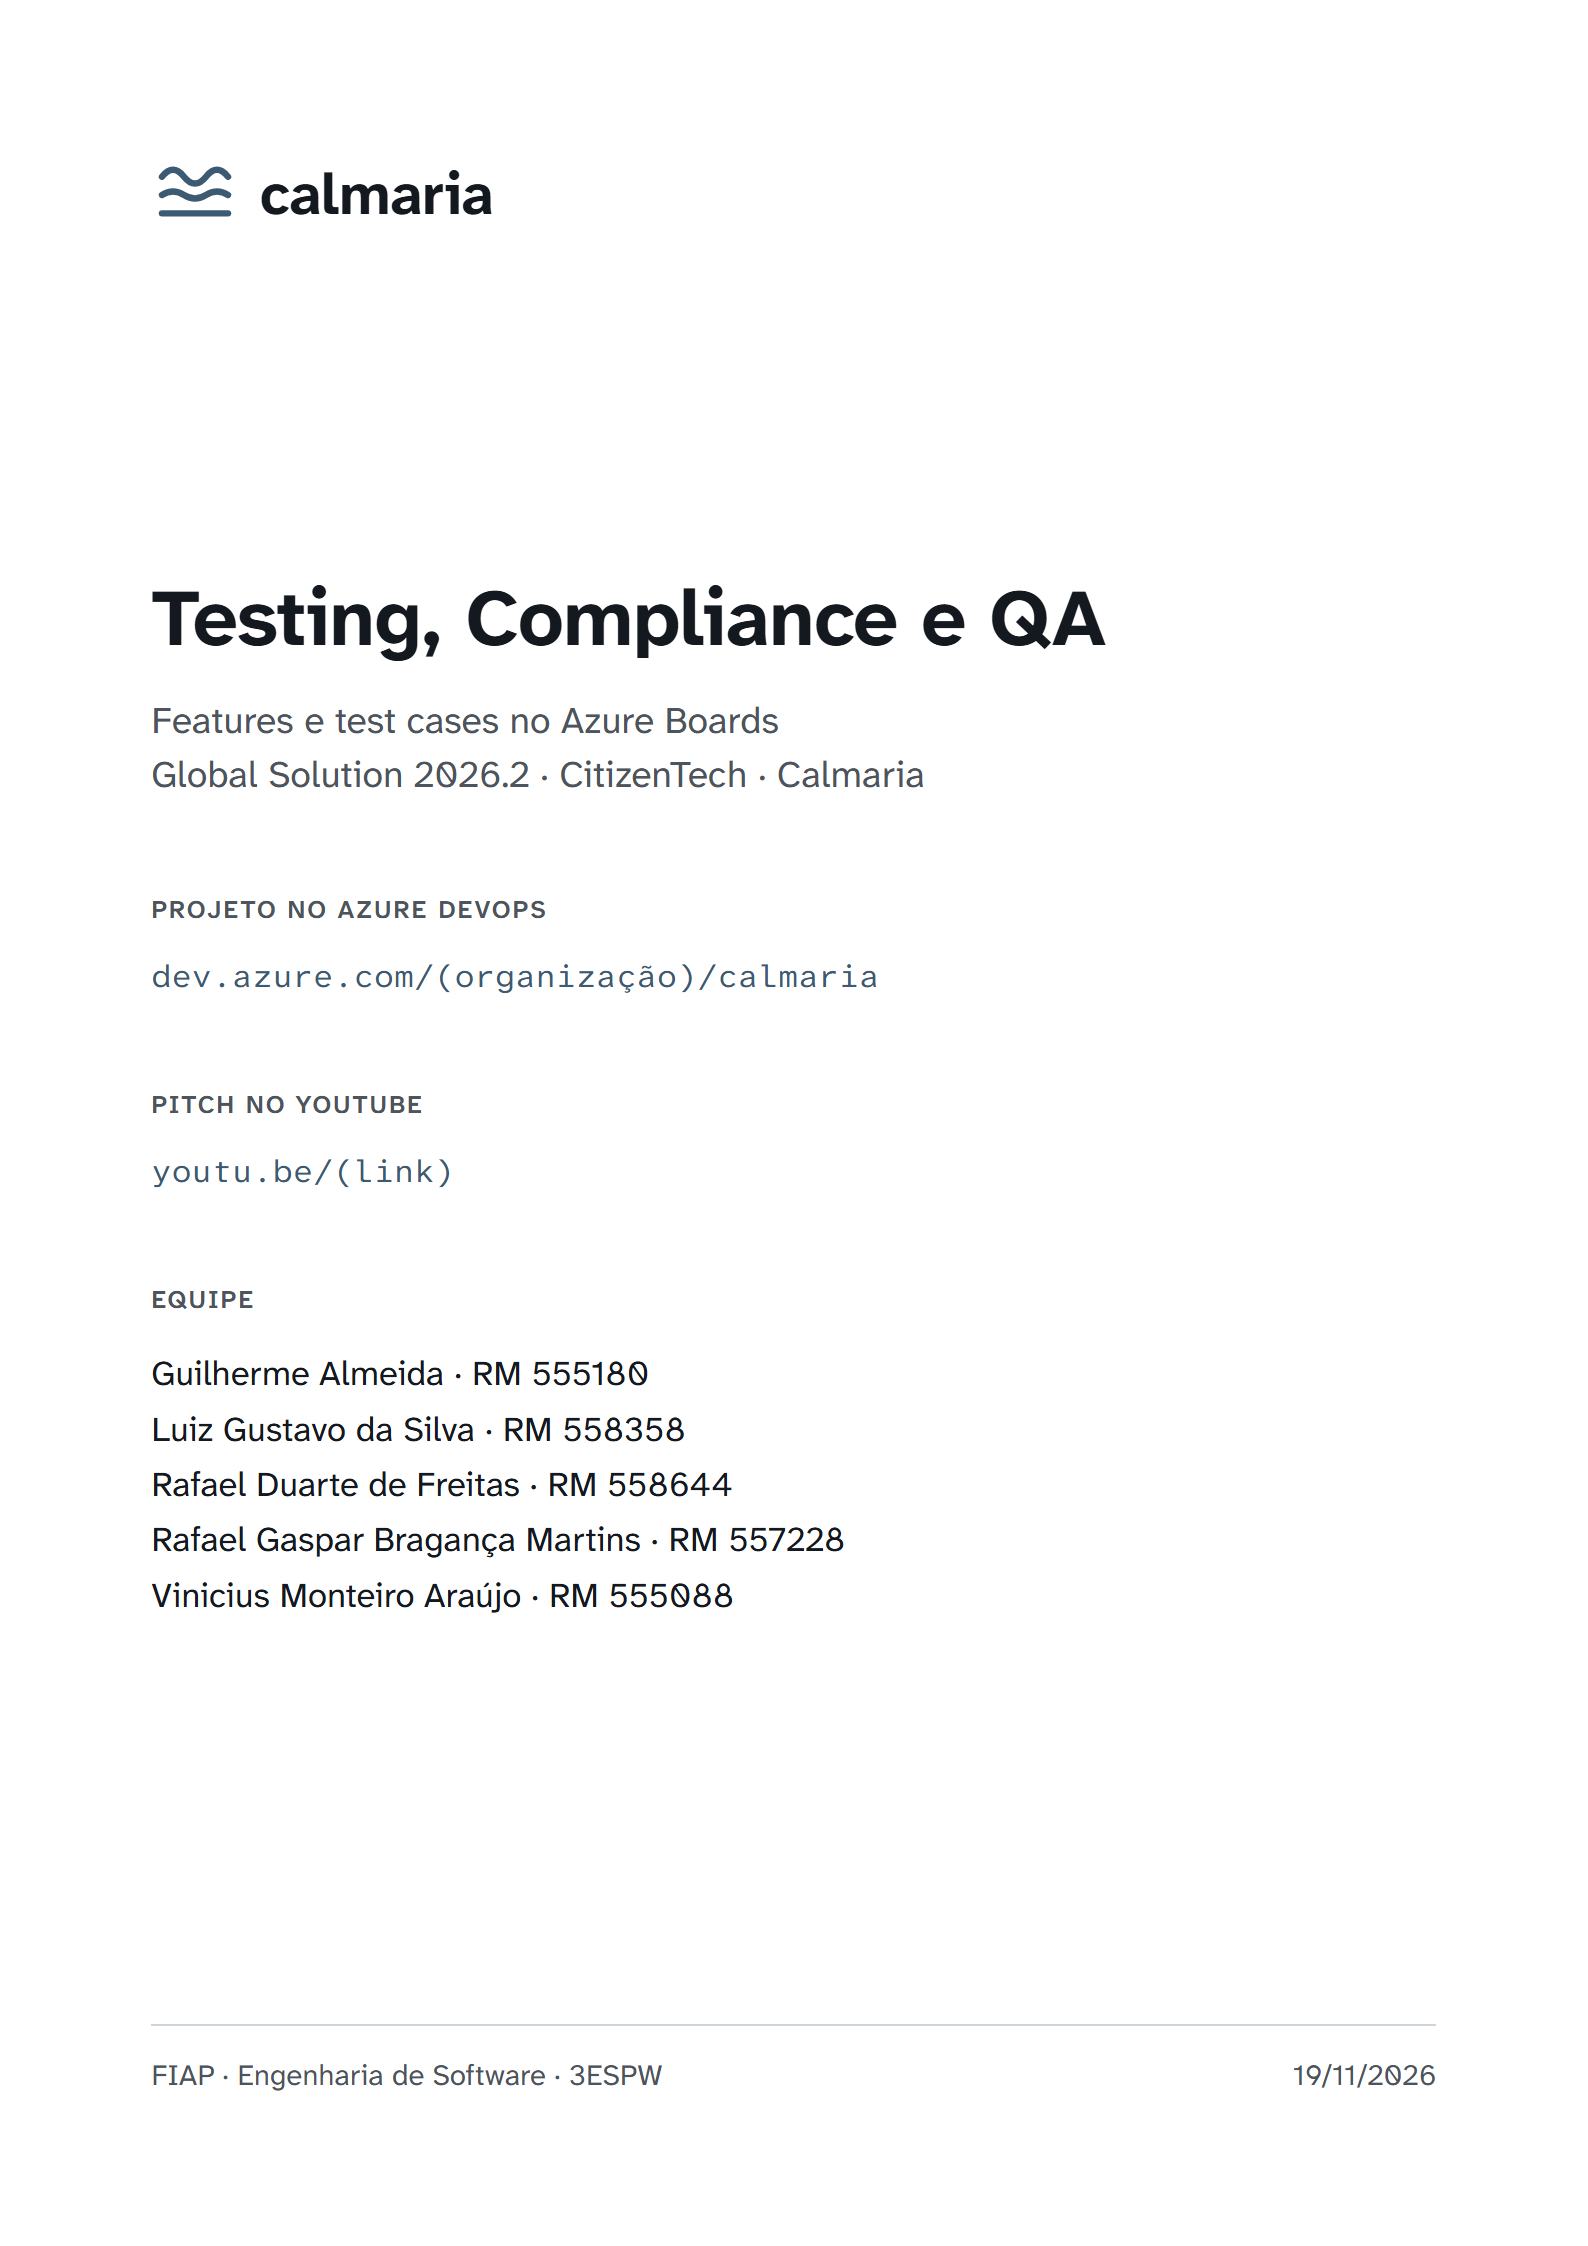 calmaria
Testing, Compliance e QA
Features e test cases no Azure Boards
Global Solution 2026.2 · CitizenTech · Calmaria
PROJETO NO AZURE DEVOPS
dev.azure.com/(organização)/calmaria
PITCH NO YOUTUBE
youtu.be/(link)
EQUIPE
Guilherme Almeida · RM 555180
Luiz Gustavo da Silva · RM 558358
Rafael Duarte de Freitas · RM 558644
Rafael Gaspar Bragança Martins · RM 557228
Vinicius Monteiro Araújo · RM 555088
FIAP · Engenharia de Software · 3ESPW
19/11/2026